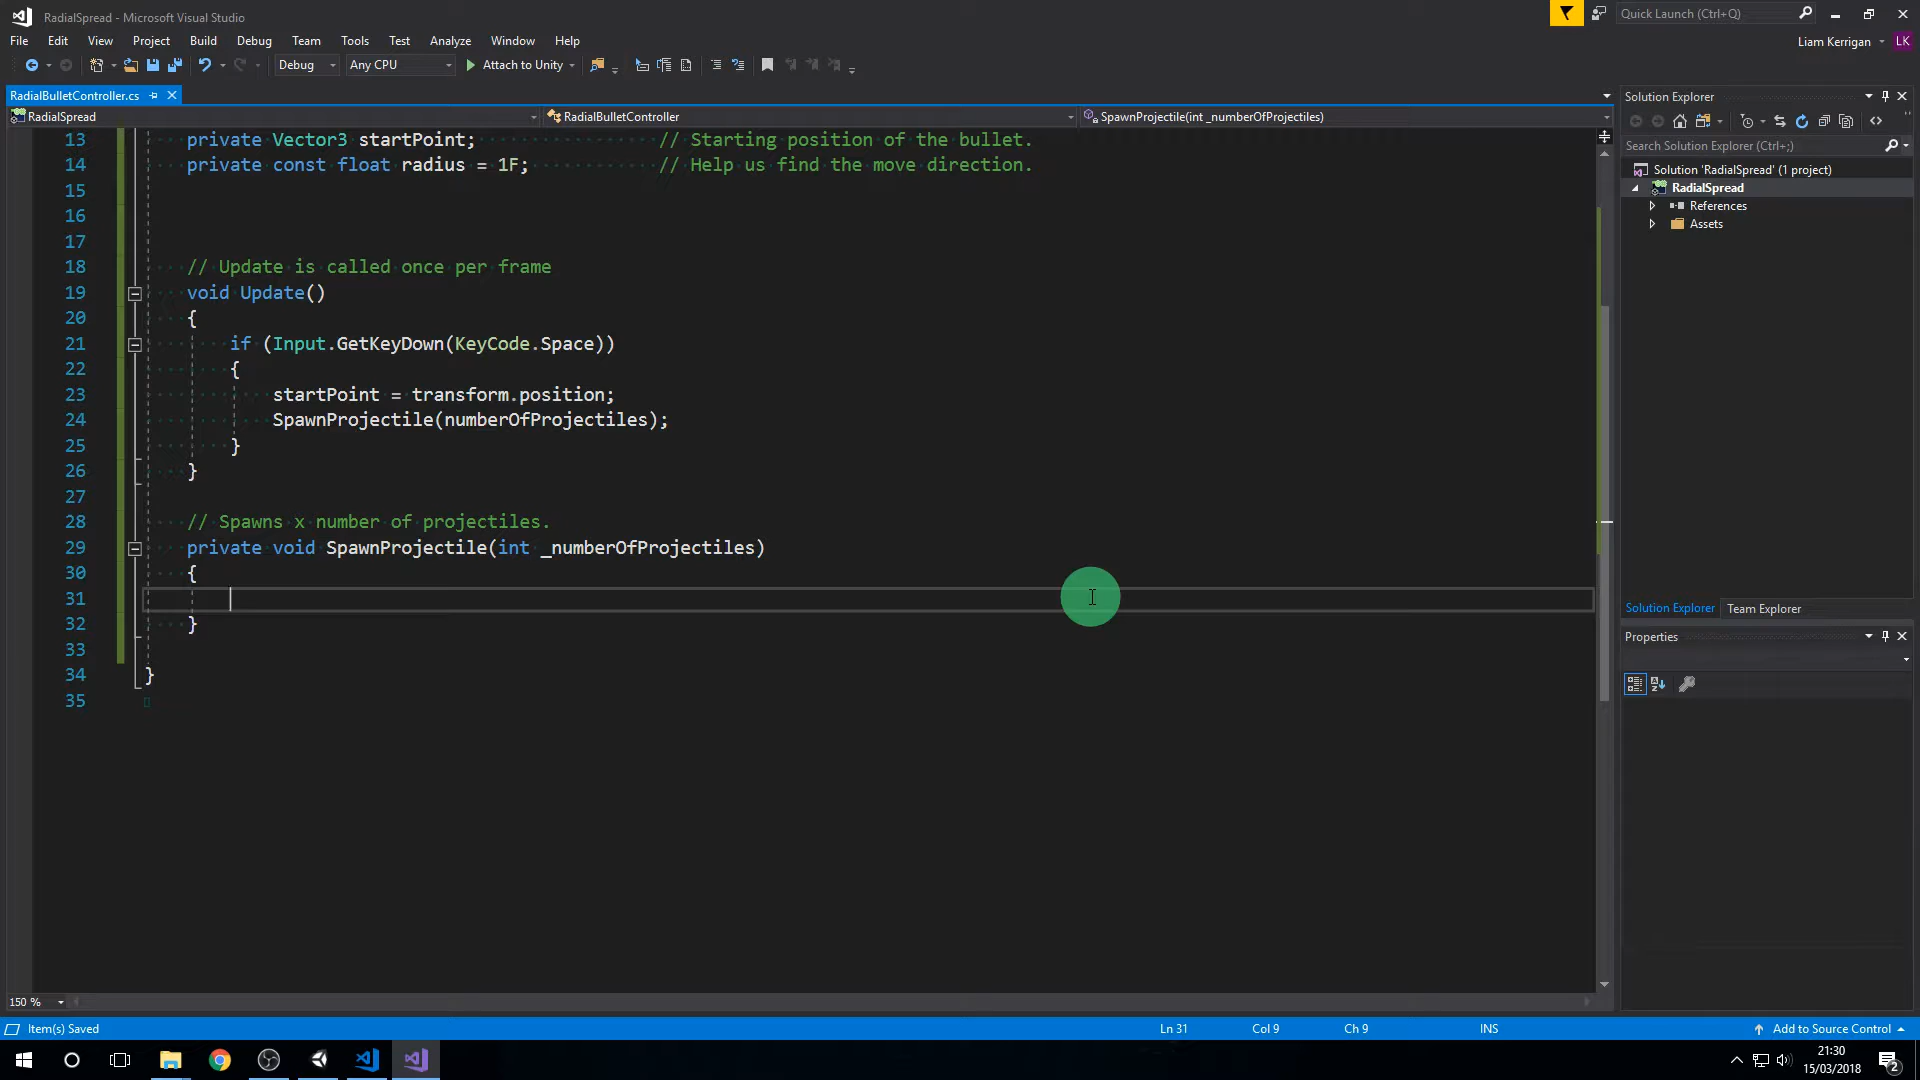 RadialSpread - Microsoft Visual Studio
Quick Launch (Ctrl+Q)
File Edit View Project Build Debug Team Tools Test Analyze Window Help
Liam Kerrigan LK
Debug Any CPU Attach to Unity
RadialBulletController.cs
RadialSpread RadialBulletController SpawnProjectile(int _numberOfProjectiles)
13 private Vector3 startPoint; // Starting position of the bullet.
14 private const float radius = 1F; // Help us find the move direction.
15
16
17
18 // Update is called once per frame
19 void Update()
20 {
21 if (Input.GetKeyDown(KeyCode.Space))
22 {
23 startPoint = transform.position;
24 SpawnProjectile(numberOfProjectiles);
25 }
26 }
27
28 // Spawns x number of projectiles.
29 private void SpawnProjectile(int _numberOfProjectiles)
30 {
31
32 }
33
34 }
35
150 %
Solution Explorer
Search Solution Explorer (Ctrl+;)
Solution 'RadialSpread' (1 project)
RadialSpread
References
Assets
Solution Explorer Team Explorer
Properties
Item(s) Saved Ln 31 Col 9 Ch 9 INS Add to Source Control
21:30
15/03/2018
2